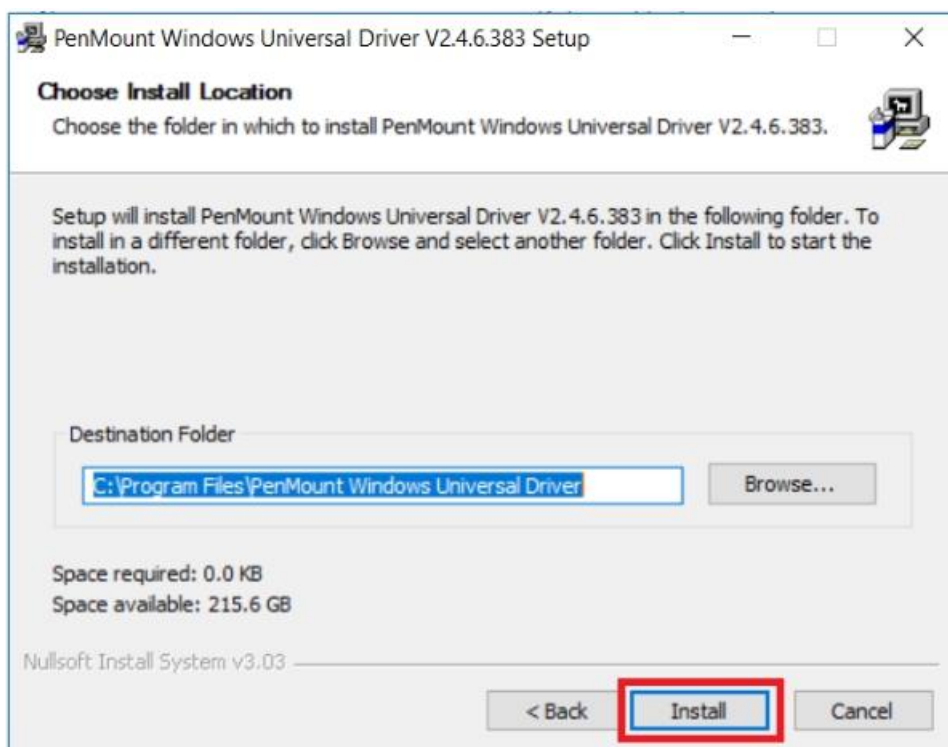 PenMount Windows Universal Driver V2.4.6.383 Setup
Choose Install Location
Choose the folder in which to install PenMount Windows Universal Driver V2.4.6.383.
Setup will install PenMount Windows Universal Driver V2.4.6.383 in the following folder. To
install in a different folder, click Browse and select another folder. Click Install to start the
installation.
Destination Folder
C:\Program Files\PenMount Windows Universal Driver
Browse...
Space required: 0.0 KB
Space available: 215.6 GB
Nullsoft Install System v3.03
< Back
Install
Cancel